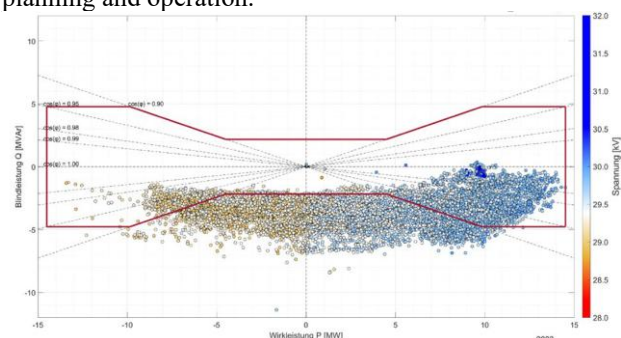 planning and operation.
10
5
0
-5
-10
Blindleistung Q [MVAr]
cos(φ) = 0.95
cos(φ) = 0.90
cos(φ) = 0.98
cos(φ) = 0.99
cos(φ) = 1.00
-15
-10
-5
0
5
10
15
Wirkleistung P [MW]
32.0
31.5
31.0
30.5
30.0
29.5
29.0
28.5
28.0
Spannung [kV]